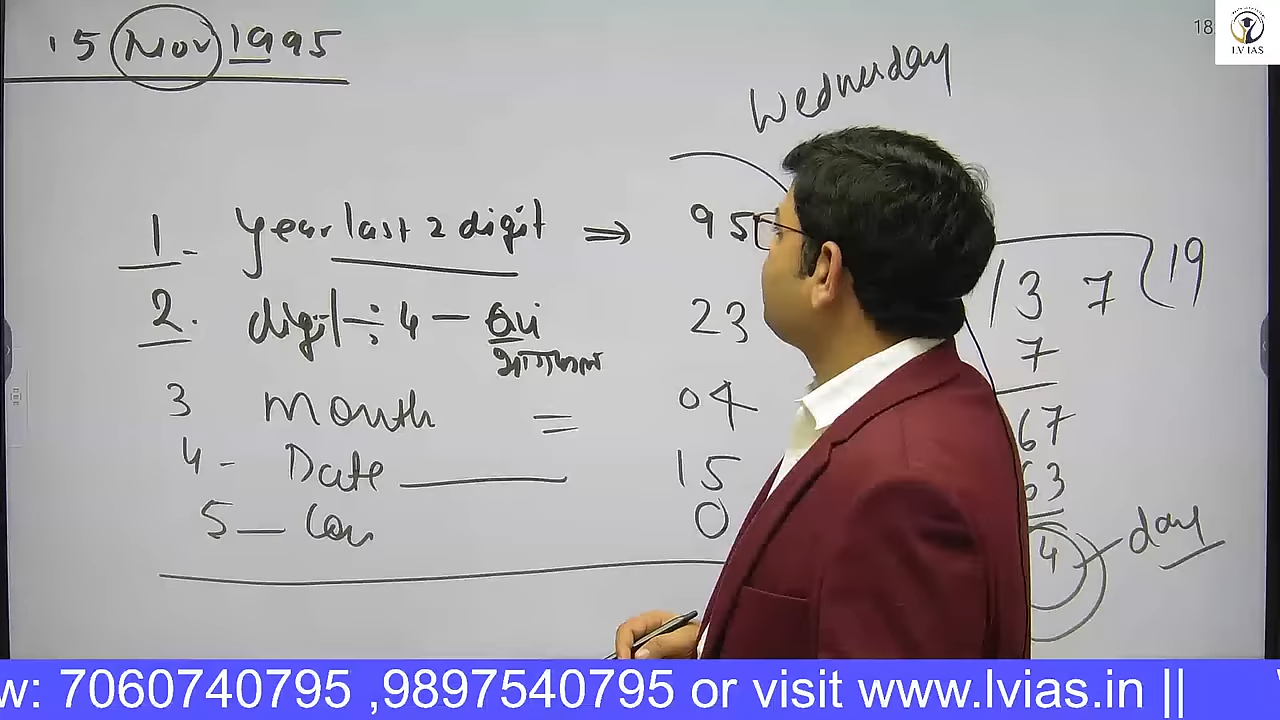 15 Nov 1995
18
LV IAS
Wednesday
1. Year last 2 digit ⇒ 95
2. digit ÷ 4 - 23
भागफल
3 Month = 04
4 - Date 15
5 — 0
137 19
7
67
63
4 day
w: 7060740795 ,9897540795 or visit www.lvias.in ||